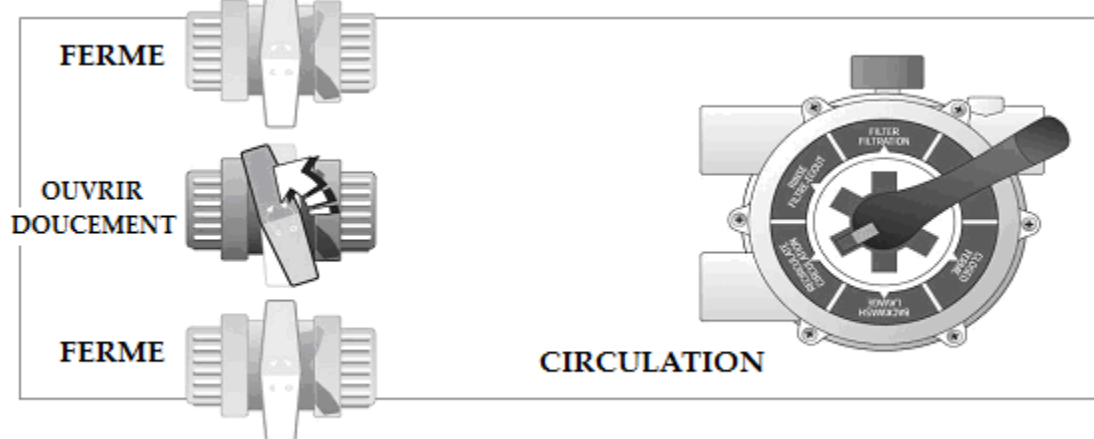 FERME
OUVRIR
DOUCEMENT
FERME
CIRCULATION
FILTER
FILTRATION
RINSE
FILTRE-EGOUT
RECIRCULATE
CIRCULATION
BACKWASH
LAVAGE
CLOSED
FERME